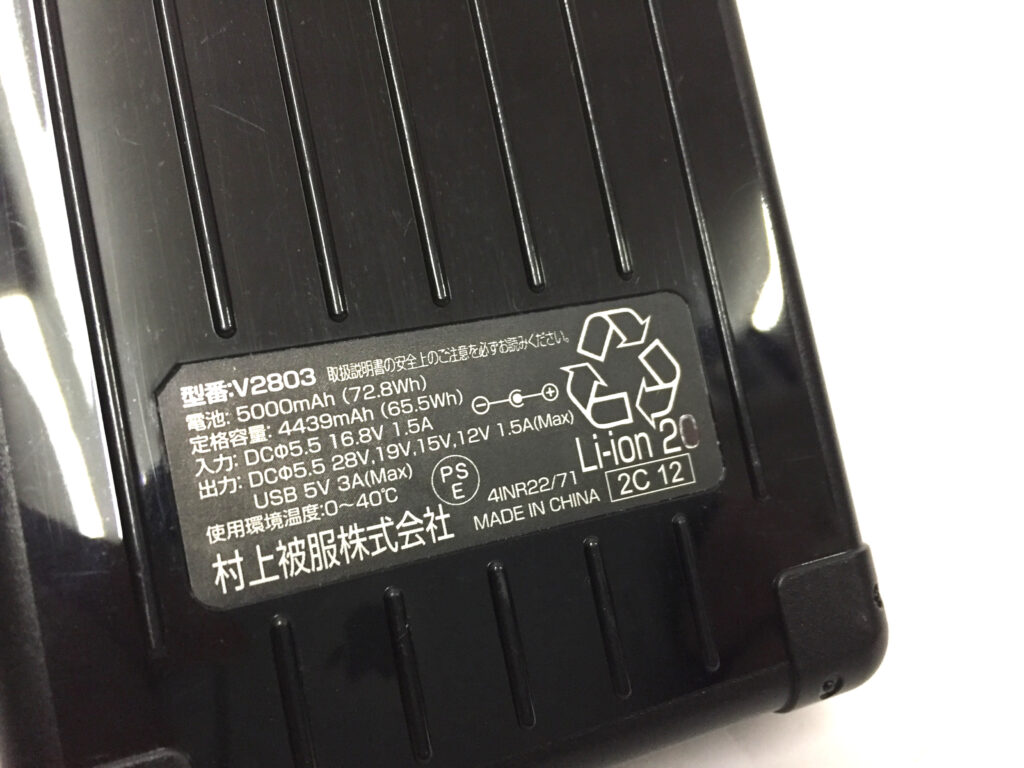 型番:V2803 取扱説明書の安全上のご注意を必ずお読みください。
電池: 5000mAh (72.8Wh)
定格容量: 4439mAh (65.5Wh)
入力: DCΦ5.5 16.8V 1.5A
出力: DCΦ5.5 28V,19V,15V,12V 1.5A(Max)
USB 5V 3A(Max)
使用環境温度:0～40℃
村上被服株式会社
PS
E
Li-ion
4INR22/71
MADE IN CHINA
2C 12